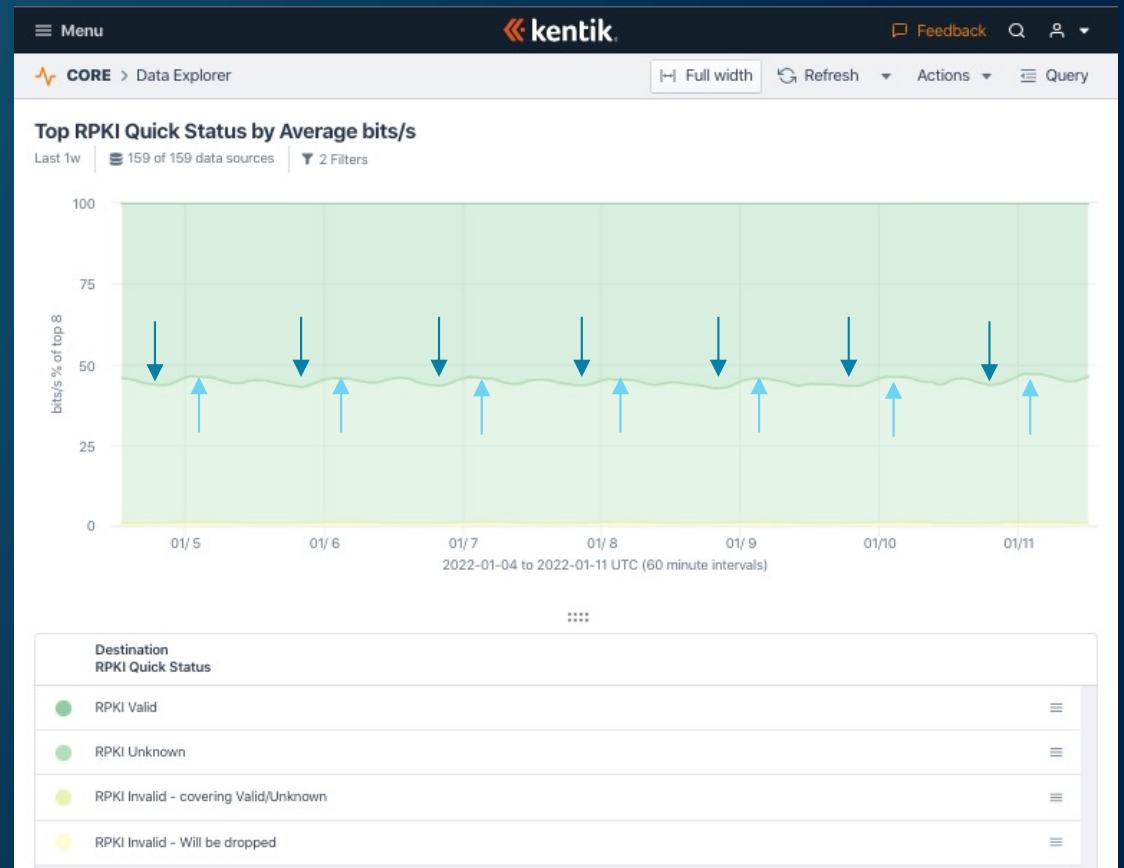 Menu
kentik.
Feedback
CORE > Data Explorer
Full width
Refresh
Actions
Query
Top RPKI Quick Status by Average bits/s
Last 1w
159 of 159 data sources
2 Filters
100
75
50
25
0
bits/s % of top 8
01/ 5
01/ 6
01/ 7
01/ 8
01/ 9
01/10
01/11
2022-01-04 to 2022-01-11 UTC (60 minute intervals)
Destination
RPKI Quick Status
RPKI Valid
RPKI Unknown
RPKI Invalid - covering Valid/Unknown
RPKI Invalid - Will be dropped